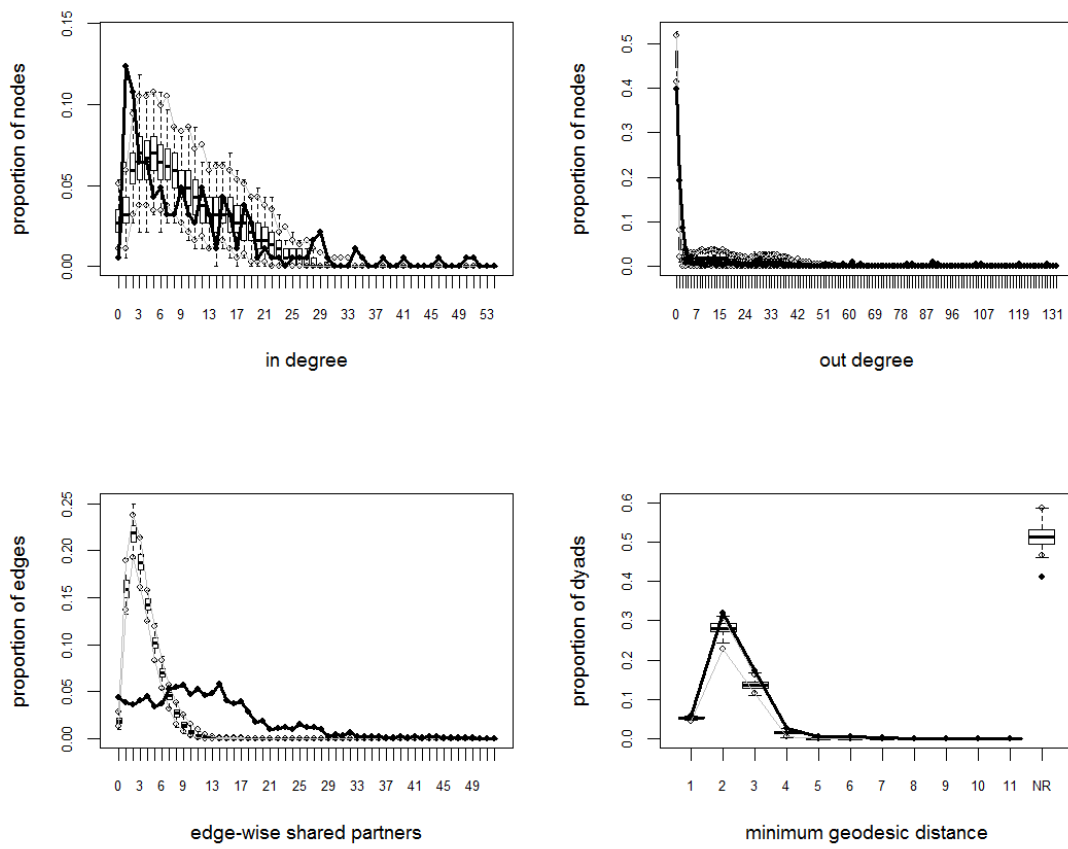 proportion of nodes
0.00 0.05 0.10 0.15
0 3 6 9 13 17 21 25 29 33 37 41 45 49 53
in degree
proportion of nodes
0.0 0.1 0.2 0.3 0.4 0.5
0 7 15 24 33 42 51 60 69 78 87 96 107 119 131
out degree
proportion of edges
0.00 0.05 0.10 0.15 0.20 0.25
0 3 6 9 13 17 21 25 29 33 37 41 45 49
edge-wise shared partners
proportion of dyads
0.0 0.1 0.2 0.3 0.4 0.5 0.6
1 2 3 4 5 6 7 8 9 10 11 NR
minimum geodesic distance